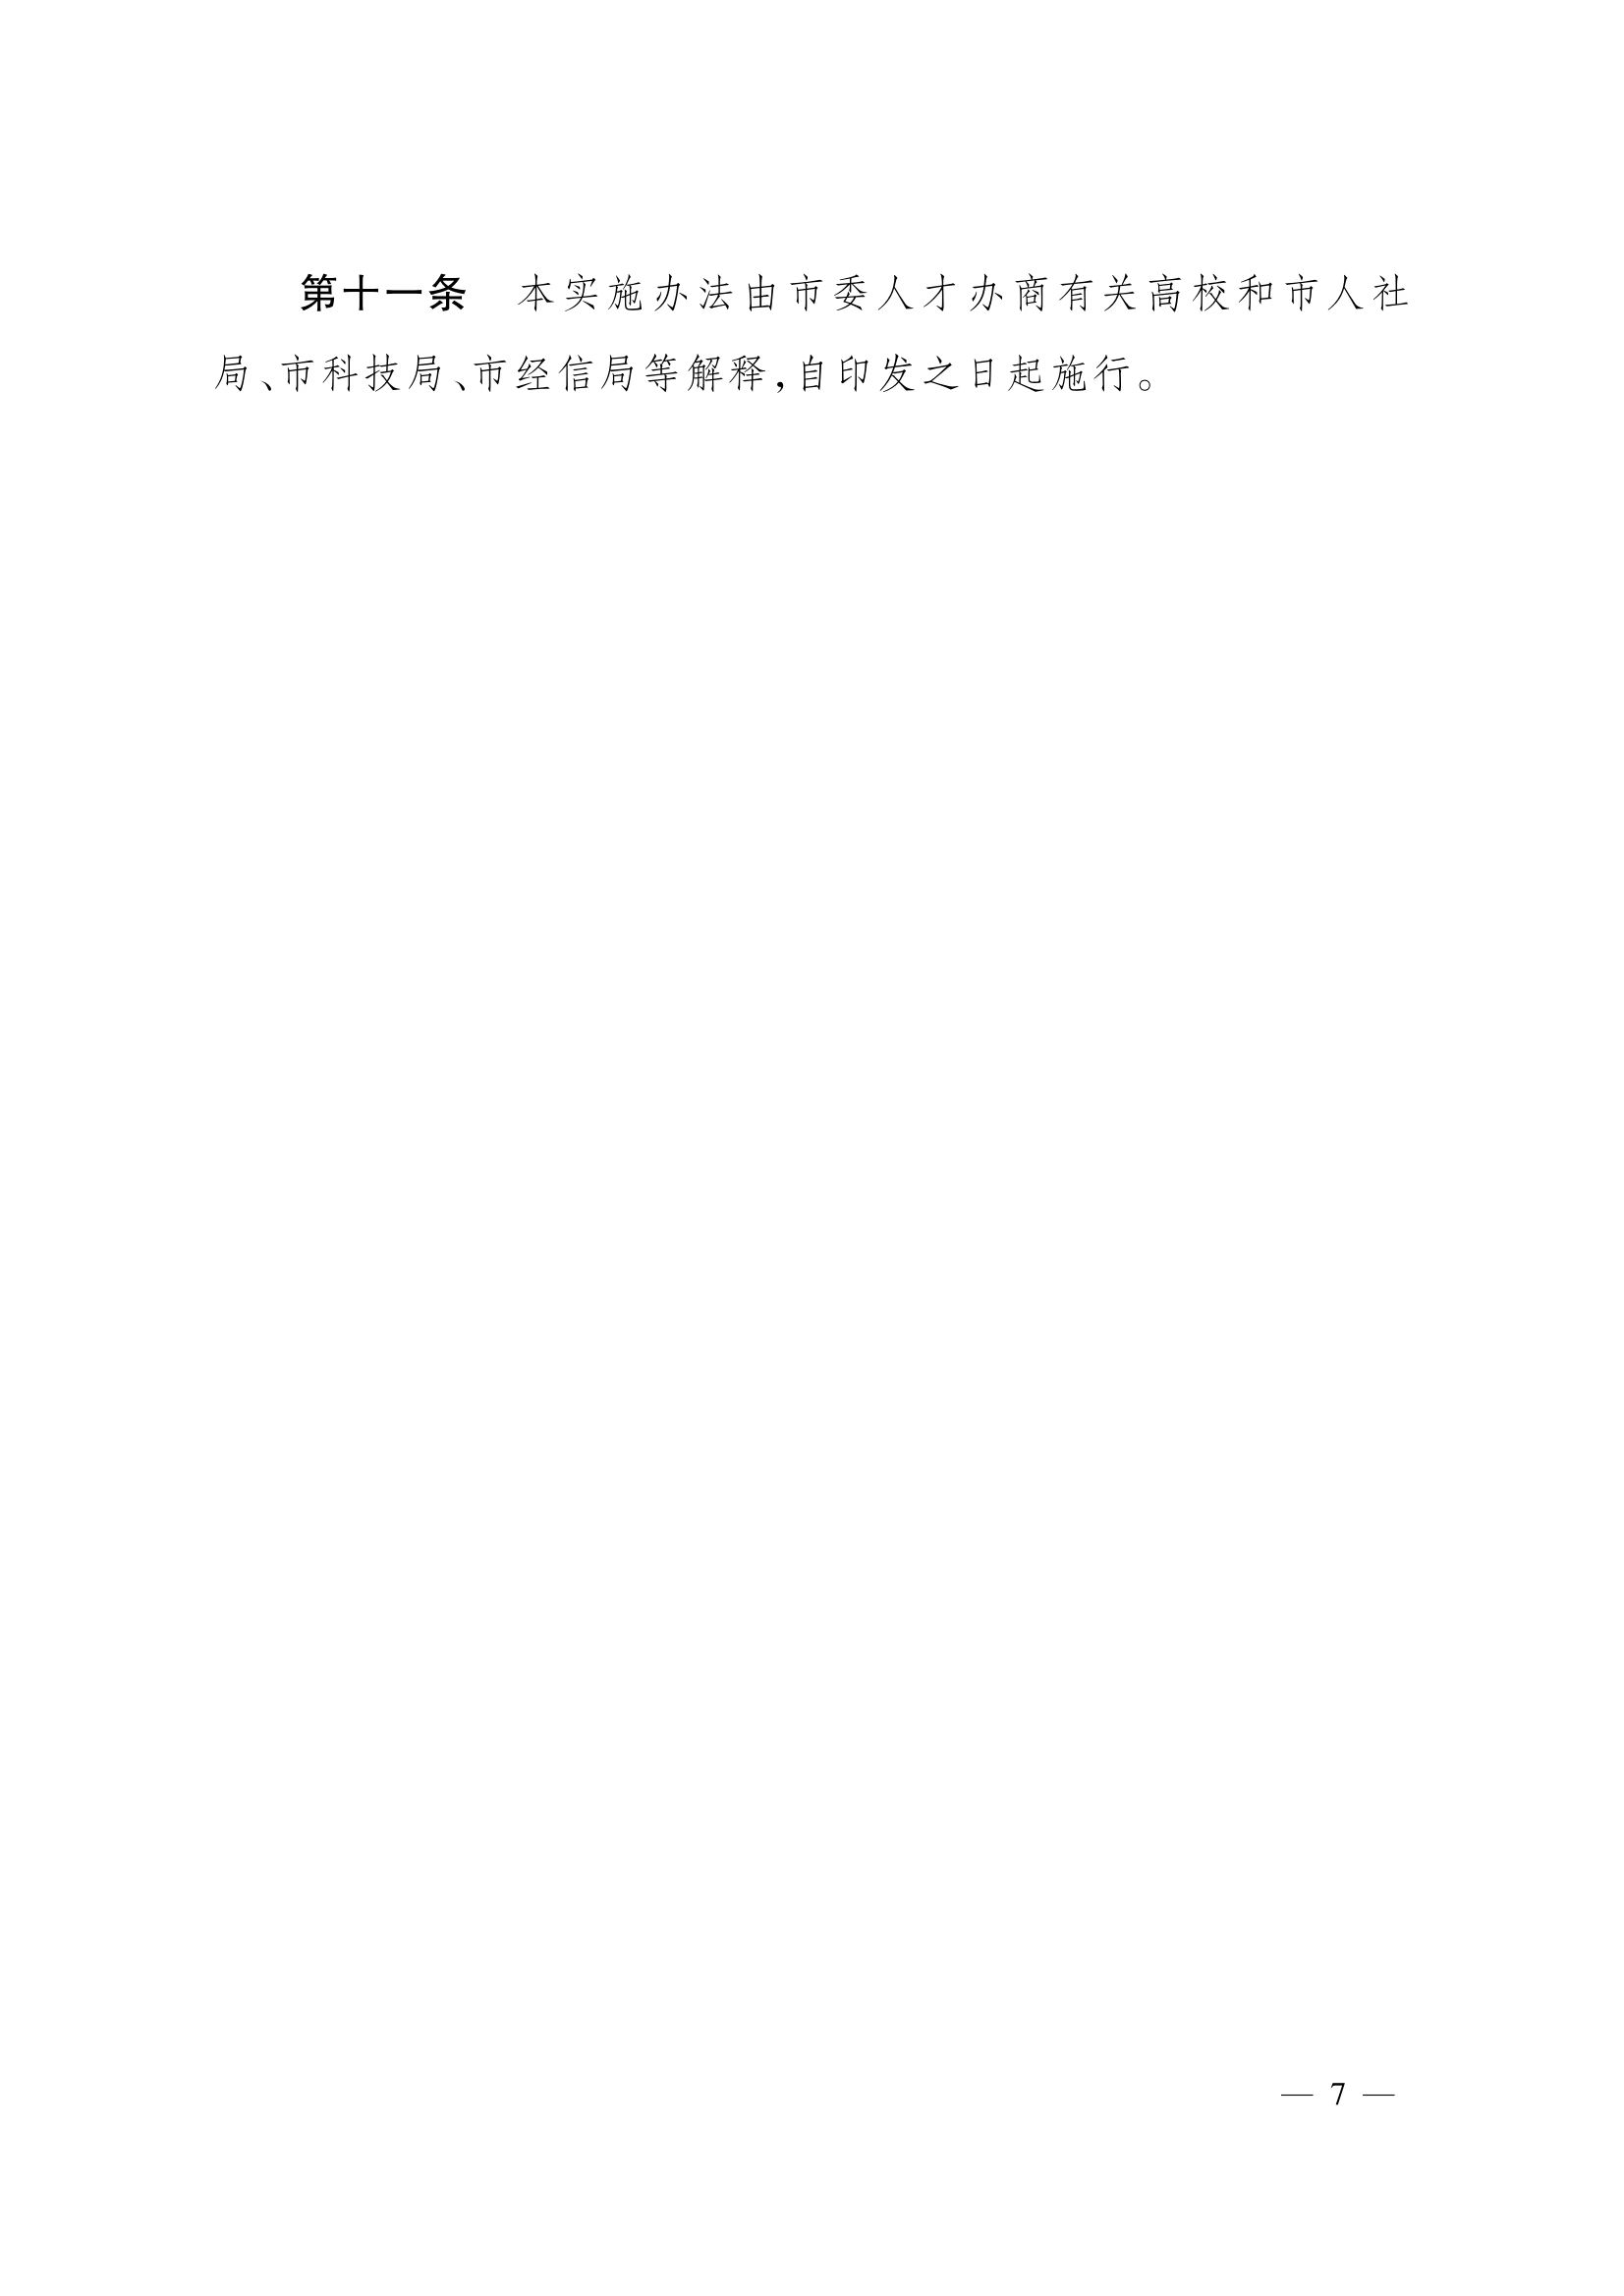 第十一条　本实施办法由市委人才办商有关高校和市人社
局、市科技局、市经信局等解释，自印发之日起施行。
— 7 —